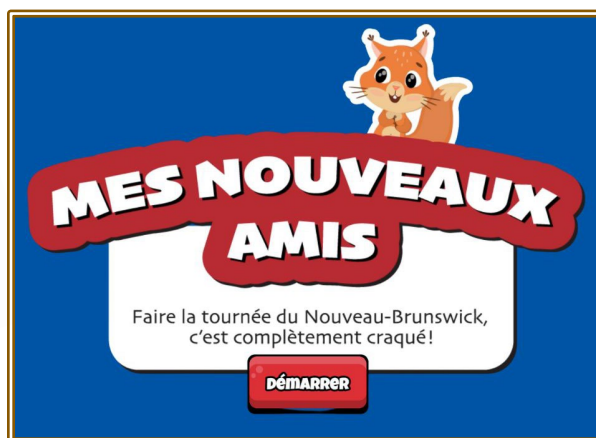 MES NOUVEAUX
AMIS
Faire la tournée du Nouveau-Brunswick,
c'est complètement craqué!
DÉMARRER